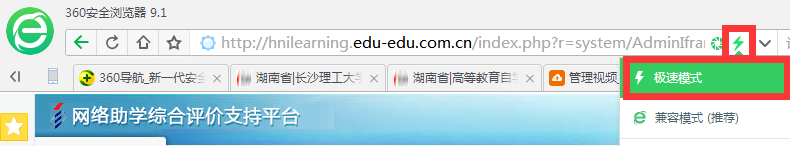 360安全浏览器 9.1
http://hnilearning.edu-edu.com.cn/index.php?r=system/AdminIfram
360导航_新一代安全
湖南省|长沙理工大学
湖南省|高等教育自学
管理视频
极速模式
网络助学综合评价支持平台
兼容模式 (推荐)